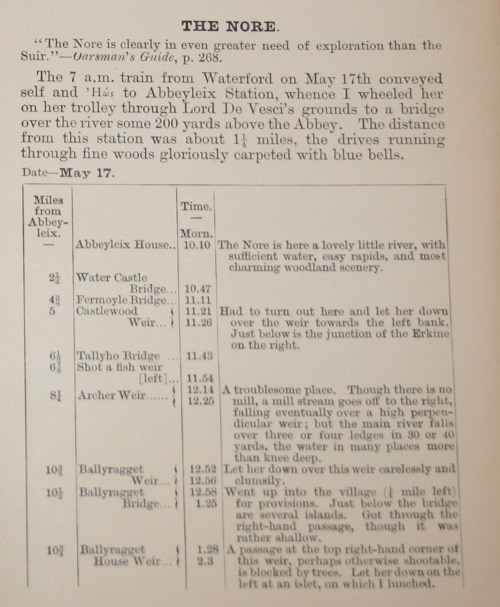 THE NORE.
"The Nore is clearly in even greater need of exploration than the
Suir."—Oarsman's Guide, p. 268.
The 7 a.m. train from Waterford on May 17th conveyed
self and 'Ηὼς to Abbeyleix Station, whence I wheeled her
on her trolley through Lord De Vesci's grounds to a bridge
over the river some 200 yards above the Abbey. The distance
from this station was about 1¼ miles, the drives running
through fine woods gloriously carpeted with blue bells.
Date—May 17.
Miles
from
Abbey-
leix.
Time.
—
Morn.
— Abbeyleix House.. 10.10 The Nore is here a lovely little river, with
sufficient water, easy rapids, and most
charming woodland scenery.
2½ Water Castle
Bridge... 10.47
Fermoyle Bridge... 11.11
5 Castlewood 11.21 Had to turn out here and let her down
Weir... 11.26 over the weir towards the left bank.
Just below is the junction of the Erkine
on the right.
Tallyho Bridge ... 11.43
Shot a fish weir
[left]... 11.54
8¼ Archer Weir...... 12.14 A troublesome place. Though there is no
12.25 mill, a mill stream goes off to the right,
falling eventually over a high perpen-
dicular weir; but the main river falls
over three or four ledges in 30 or 40
yards, the water in many places more
than knee deep.
Ballyragget 12.52 Let her down over this weir carelessly and
Weir... 12.56 clumsily.
10½ Ballyragget 12.58 Went up into the village (¼ mile left)
Bridge... 1.25 for provisions. Just below the bridge
are several islands. Got through the
right-hand passage, though it was
rather shallow.
10¾ Ballyragget 1.28 A passage at the top right-hand corner of
House Weir... 2.3 this weir, perhaps otherwise shootable,
is blocked by trees. Let her down on the
left at an islet, on which I lunched.